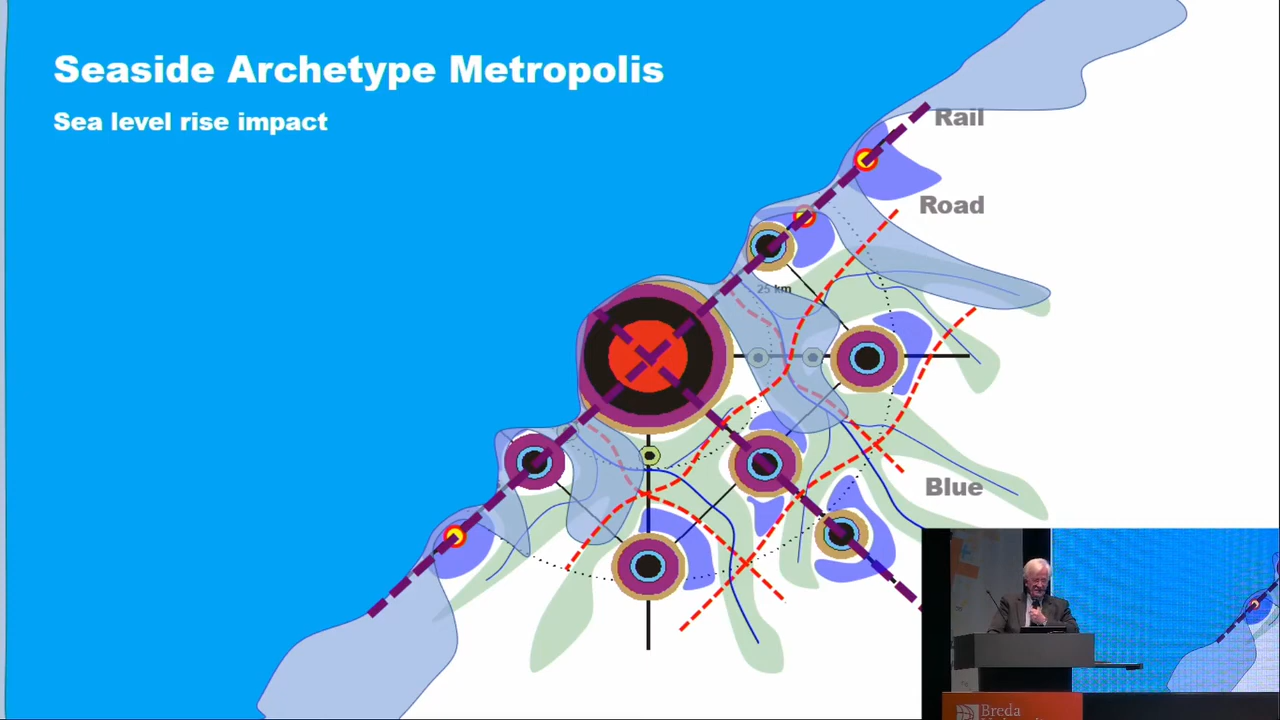 Seaside Archetype Metropolis
Sea level rise impact
Rail
Road
25 km
Blue
Breda